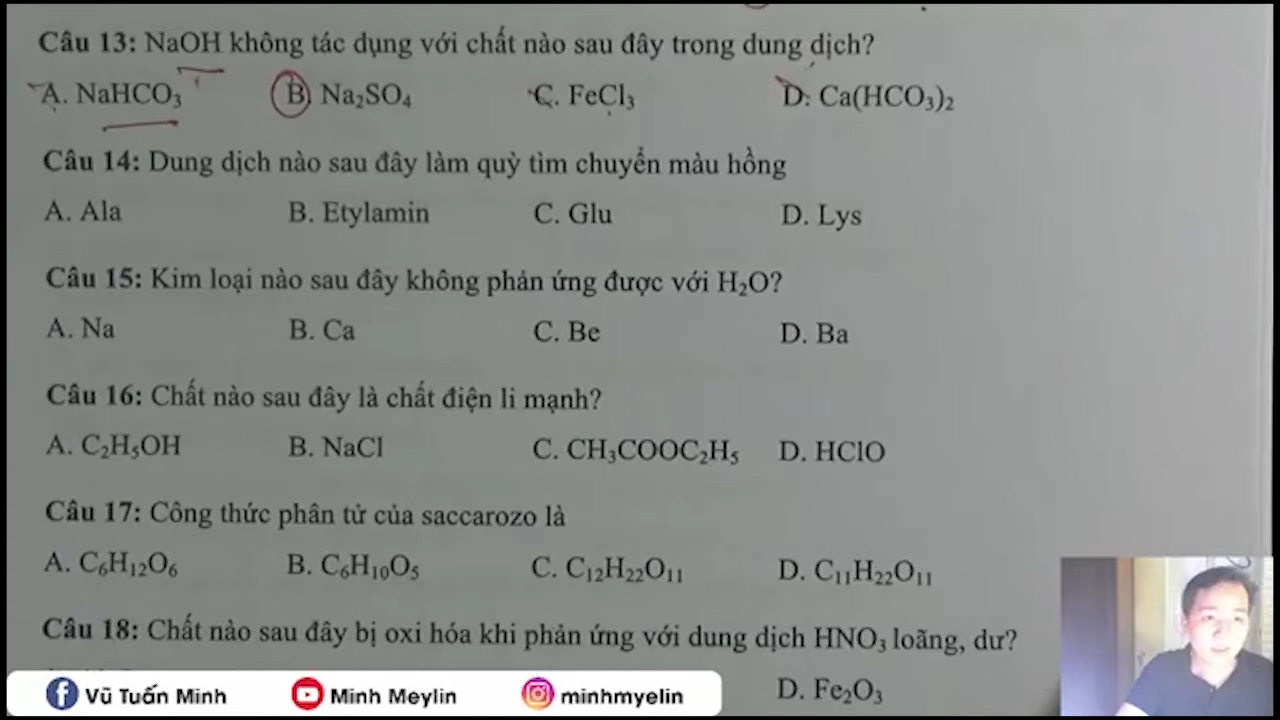 Câu 13: NaOH không tác dụng với chất nào sau đây trong dung dịch?
A. NaHCO₃ B. Na₂SO₄ C. FeCl₃ D. Ca(HCO₃)₂
Câu 14: Dung dịch nào sau đây làm quỳ tìm chuyển màu hồng
A. Ala B. Etylamin C. Glu D. Lys
Câu 15: Kim loại nào sau đây không phản ứng được với H₂O?
A. Na B. Ca C. Be D. Ba
Câu 16: Chất nào sau đây là chất điện li mạnh?
A. C₂H₅OH B. NaCl C. CH₃COOC₂H₅ D. HClO
Câu 17: Công thức phân tử của saccarozo là
A. C₆H₁₂O₆ B. C₆H₁₀O₅ C. C₁₂H₂₂O₁₁ D. C₁₁H₂₂O₁₁
Câu 18: Chất nào sau đây bị oxi hóa khi phản ứng với dung dịch HNO₃ loãng, dư?
D. Fe₂O₃
Vũ Tuấn Minh Minh Meylin minhmyelin